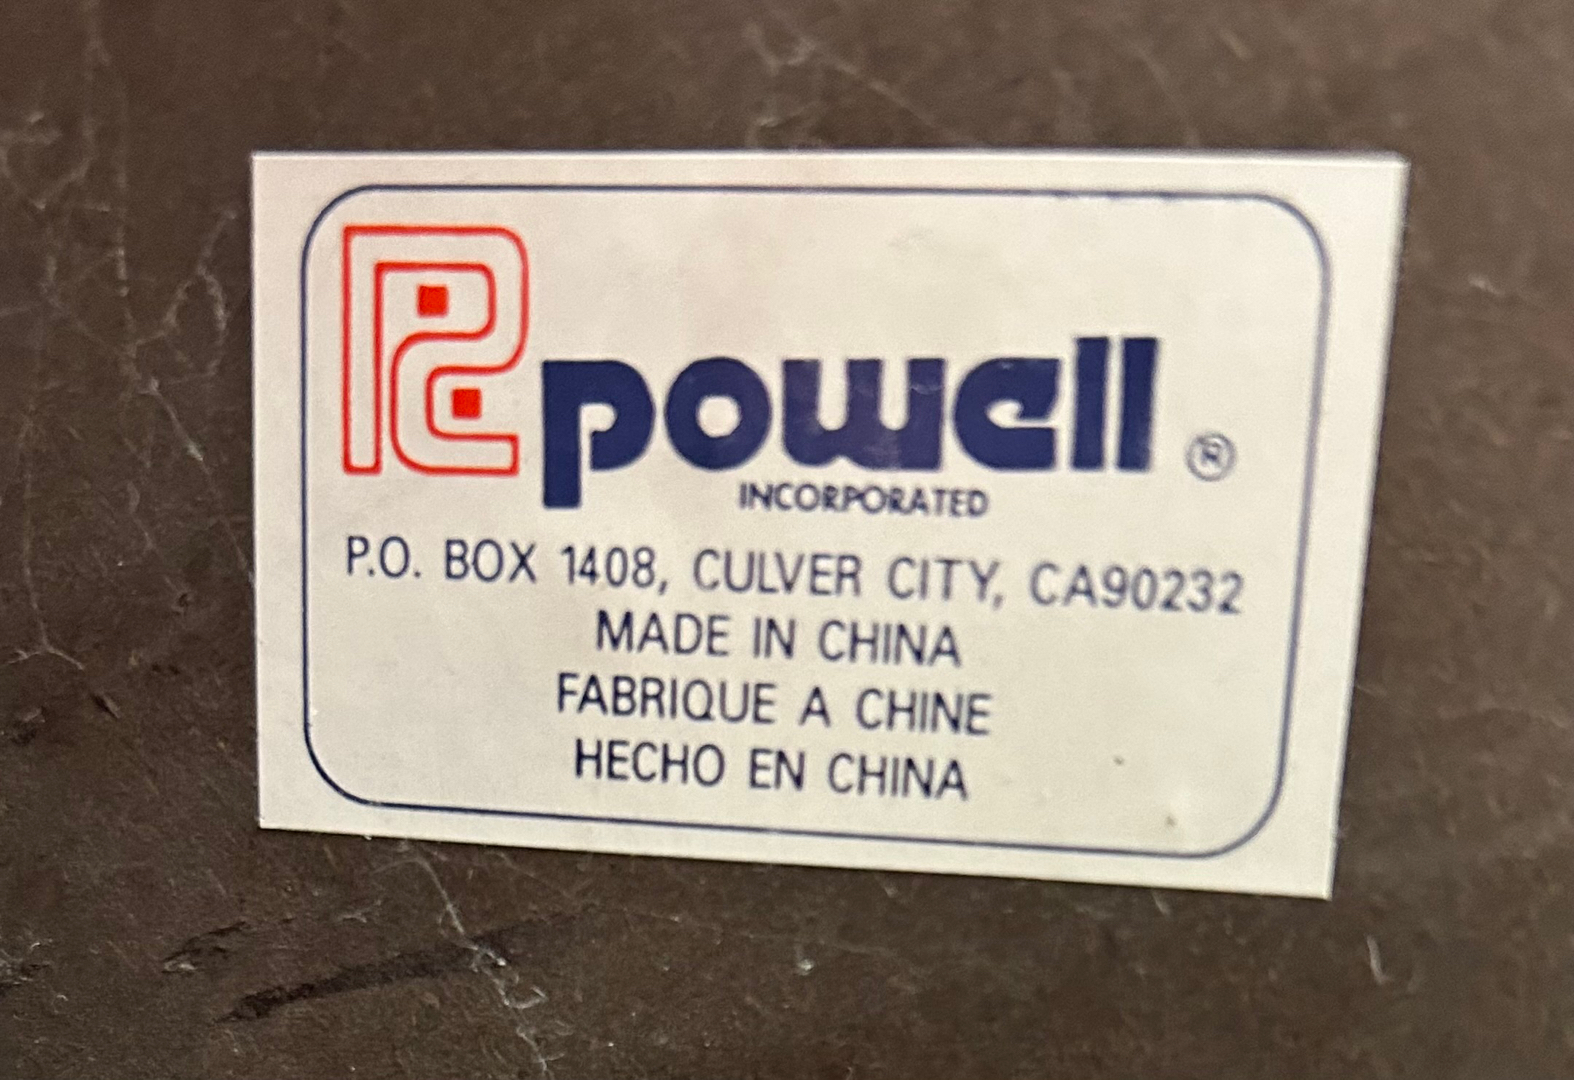 powell ®
INCORPORATED
P.O. BOX 1408, CULVER CITY, CA90232
MADE IN CHINA
FABRIQUE A CHINE
HECHO EN CHINA